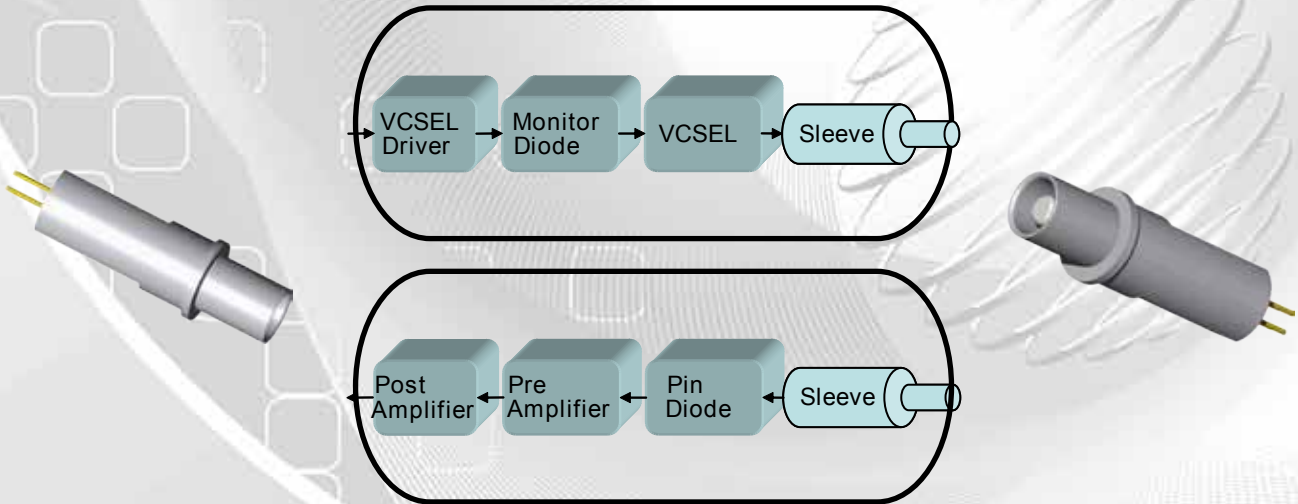 VCSEL
Driver
Monitor
Diode
VCSEL
Sleeve
Post
Amplifier
Pre
Amplifier
Pin
Diode
Sleeve